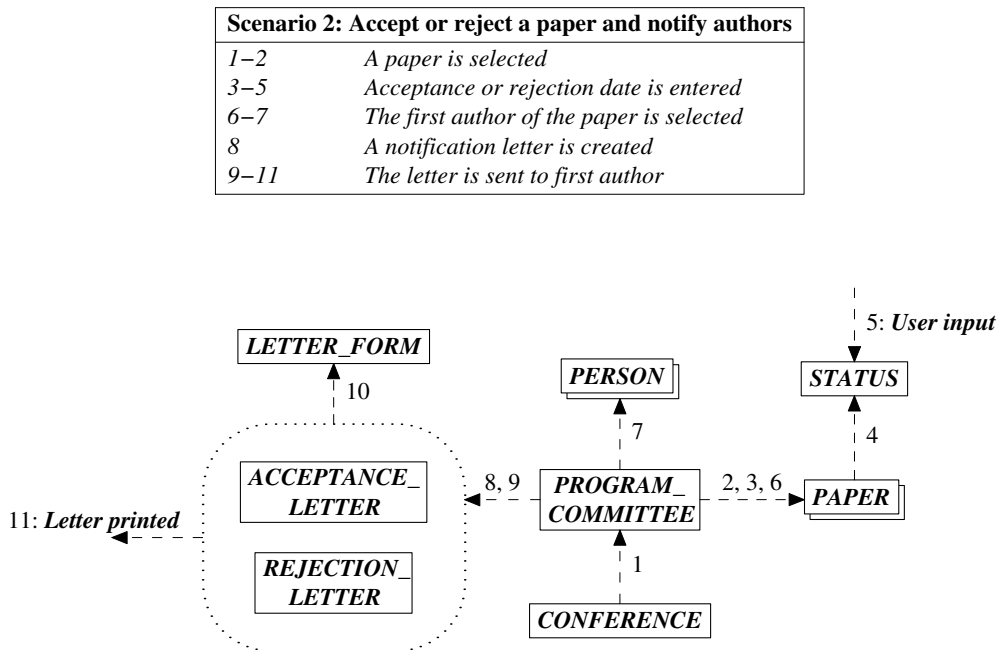 Scenario 2: Accept or reject a paper and notify authors
1−2 A paper is selected
3−5 Acceptance or rejection date is entered
6−7 The first author of the paper is selected
8 A notification letter is created
9−11 The letter is sent to first author
5: User input
LETTER_FORM
PERSON
STATUS
10
7
4
ACCEPTANCE_
LETTER
8, 9
PROGRAM_
COMMITTEE
2, 3, 6
PAPER
11: Letter printed
REJECTION_
LETTER
1
CONFERENCE